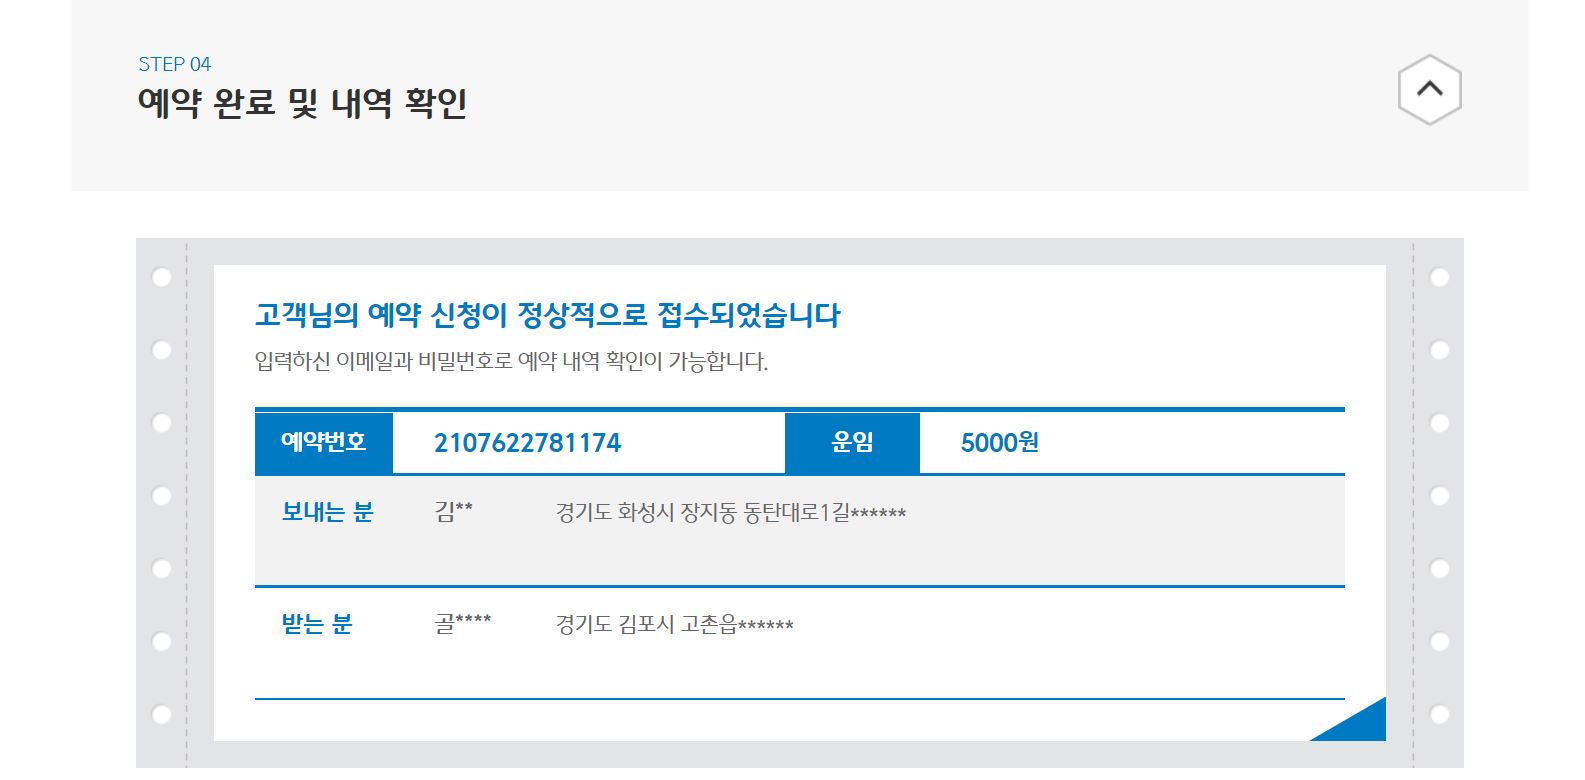 STEP 04
예약 완료 및 내역 확인
고객님의 예약 신청이 정상적으로 접수되었습니다
입력하신 이메일과 비밀번호로 예약 내역 확인이 가능합니다.
예약번호 2107622781174 운임 5000원
보내는 분 김** 경기도 화성시 장지동 동탄대로1길******
받는 분 골**** 경기도 김포시 고촌읍******